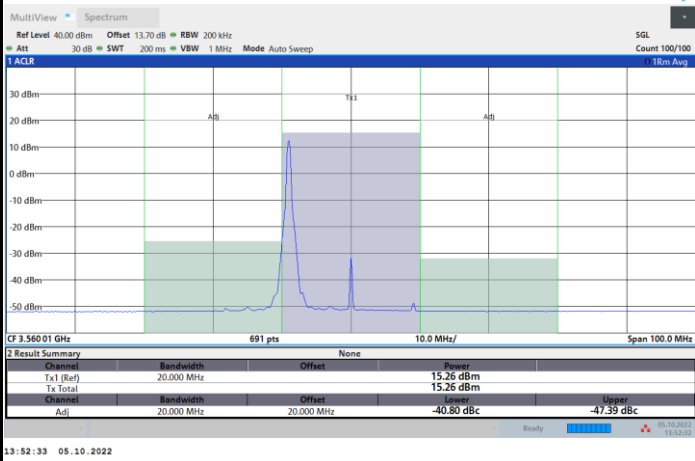 MultiView Spectrum
Ref Level 40.00 dBm Offset 13.70 dB RBW 200 kHz SGL
Att 30 dB SWT 200 ms VBW 1 MHz Mode Auto Sweep Count 100/100
1 ACLR 1Rm Avg
30 dBm
Tx1
20 dBm Adj Adj
10 dBm
0 dBm
-10 dBm
-20 dBm
-30 dBm
-40 dBm
-50 dBm
CF 3.560 01 GHz 691 pts 10.0 MHz/ Span 100.0 MHz
2 Result Summary None
Channel Bandwidth Offset Power
Tx1 (Ref) 20.000 MHz 15.26 dBm
Tx Total 15.26 dBm
Channel Bandwidth Offset Lower Upper
Adj 20.000 MHz 20.000 MHz -40.80 dBc -47.39 dBc
Ready 05.10.2022
13:52:32
13:52:33 05.10.2022